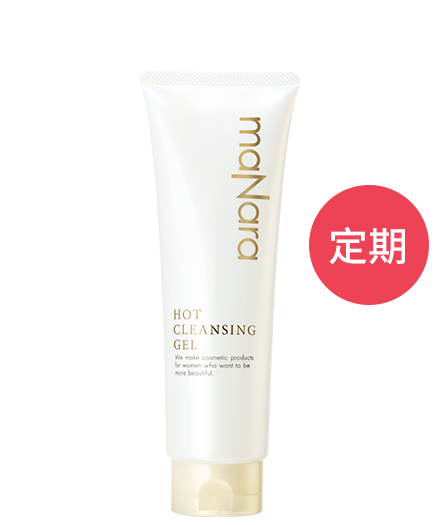 maNara
定期
HOT
CLEANSING
GEL
We make cosmetic products
for women who want to be
more beautiful.